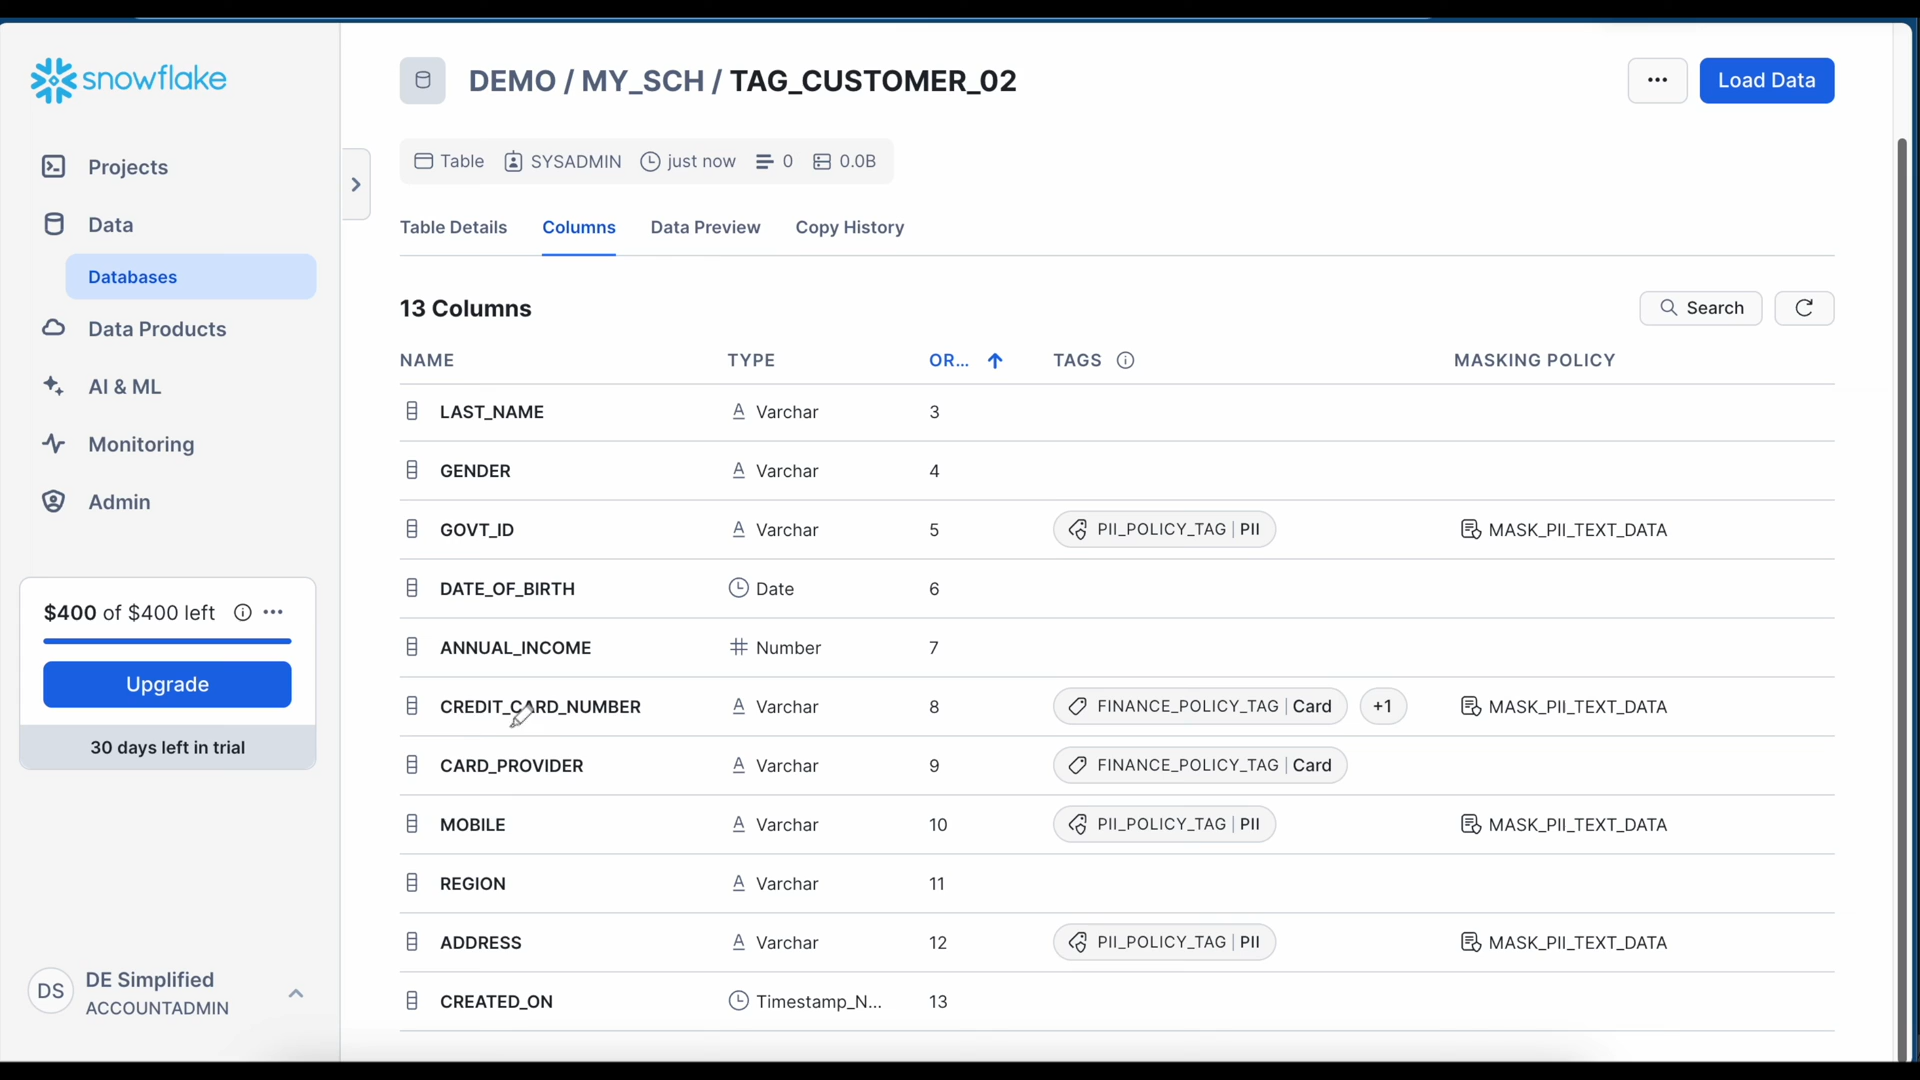 snowflake
Projects
Data
Databases
Data Products
AI & ML
Monitoring
Admin
$400 of $400 left
Upgrade
30 days left in trial
DS
DE Simplified
ACCOUNTADMIN
DEMO / MY_SCH / TAG_CUSTOMER_02
Load Data
Table SYSADMIN just now 0 0.0B
Table Details Columns Data Preview Copy History
13 Columns
Search
NAME TYPE OR... TAGS MASKING POLICY
LAST_NAME Varchar 3
GENDER Varchar 4
GOVT_ID Varchar 5 PII_POLICY_TAG | PII MASK_PII_TEXT_DATA
DATE_OF_BIRTH Date 6
ANNUAL_INCOME Number 7
CREDIT_CARD_NUMBER Varchar 8 FINANCE_POLICY_TAG | Card +1 MASK_PII_TEXT_DATA
CARD_PROVIDER Varchar 9 FINANCE_POLICY_TAG | Card
MOBILE Varchar 10 PII_POLICY_TAG | PII MASK_PII_TEXT_DATA
REGION Varchar 11
ADDRESS Varchar 12 PII_POLICY_TAG | PII MASK_PII_TEXT_DATA
CREATED_ON Timestamp_N... 13